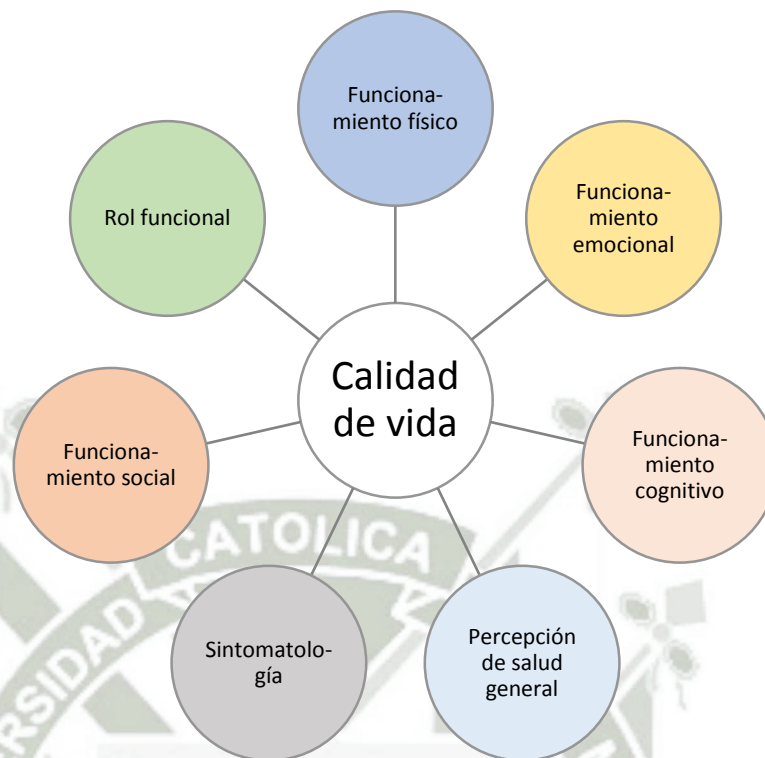 Funciona-
miento físico
Rol funcional
Funciona-
miento
emocional
Calidad
de vida
Funciona-
miento social
Funciona-
miento
cognitivo
CATOLICA
Sintomatolo-
gía
Percepción
de salud
general
ERSIDAD